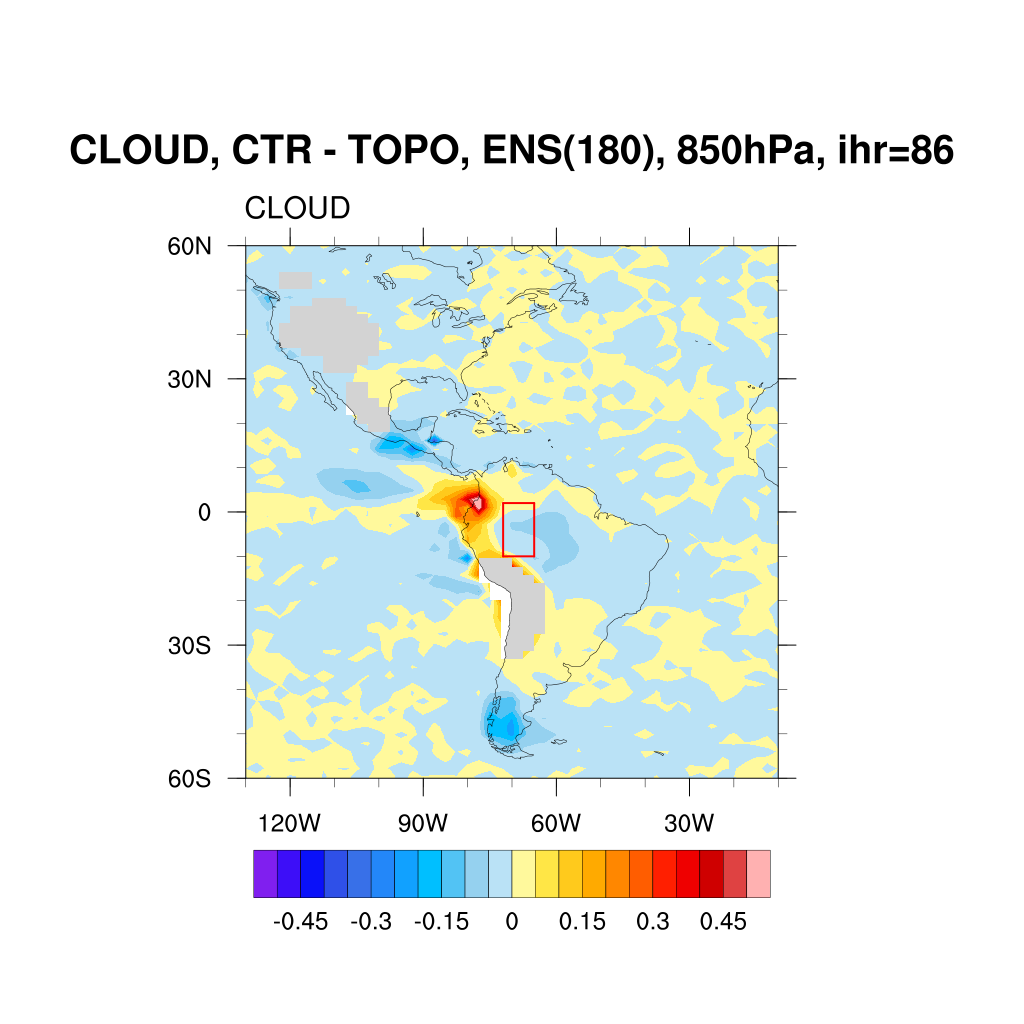 CLOUD, CTR - TOPO, ENS(180), 850hPa, ihr=86
CLOUD
60N
30N
0
30S
60S
120W 90W 60W 30W
-0.45 -0.3 -0.15 0 0.15 0.3 0.45